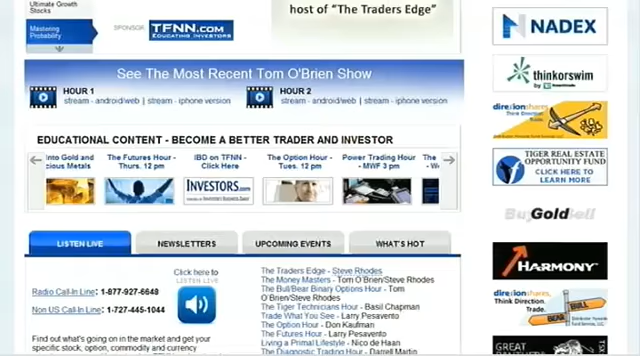 Ultimate Growth
Stocks
Mastering
Probability
SPONSOR
TFNN.COM
EDUCATING INVESTORS
host of "The Traders Edge"
See The Most Recent Tom O'Brien Show
HOUR 1
stream - android/web | stream - iphone version
HOUR 2
stream - android/web | stream - iphone version
EDUCATIONAL CONTENT - BECOME A BETTER TRADER AND INVESTOR
into Gold and
cious Metals
The Futures Hour -
Thurs. 12 pm
IBD on TFNN -
Click Here
INVESTORS.com
The Option Hour -
Tues. 12 pm
Power Trading Hour
- MWF 3 pm
The
LISTEN LIVE
NEWSLETTERS
UPCOMING EVENTS
WHAT'S HOT
Radio Call-In Line: 1-877-927-6648
Non US Call-In Line: 1-727-445-1044
Click here to
LISTEN LIVE
Find out what's going on in the market and get your
specific stock, option, commodity and currency
The Traders Edge - Steve Rhodes
The Money Masters - Tom O'Brien/Steve Rhodes
The Bull/Bear Binary Options Hour - Tom
O'Brien/Steve Rhodes
The Tiger Technicians Hour - Basil Chapman
Trade What You See - Larry Pesavento
The Option Hour - Don Kaufman
The Futures Hour - Larry Pesavento
Living a Primal Lifestyle - Nico de Haan
The Diagnostic Trading Hour - Darrell Martin
NADEX
thinkorswim
direxionshares
Think Direction.
Trade.
TIGER REAL ESTATE
OPPORTUNITY FUND
CLICK HERE TO
LEARN MORE
BuyGoldSell
HARMONY
direxionshares
Think Direction.
Trade.
BEAR
BULL
GREAT